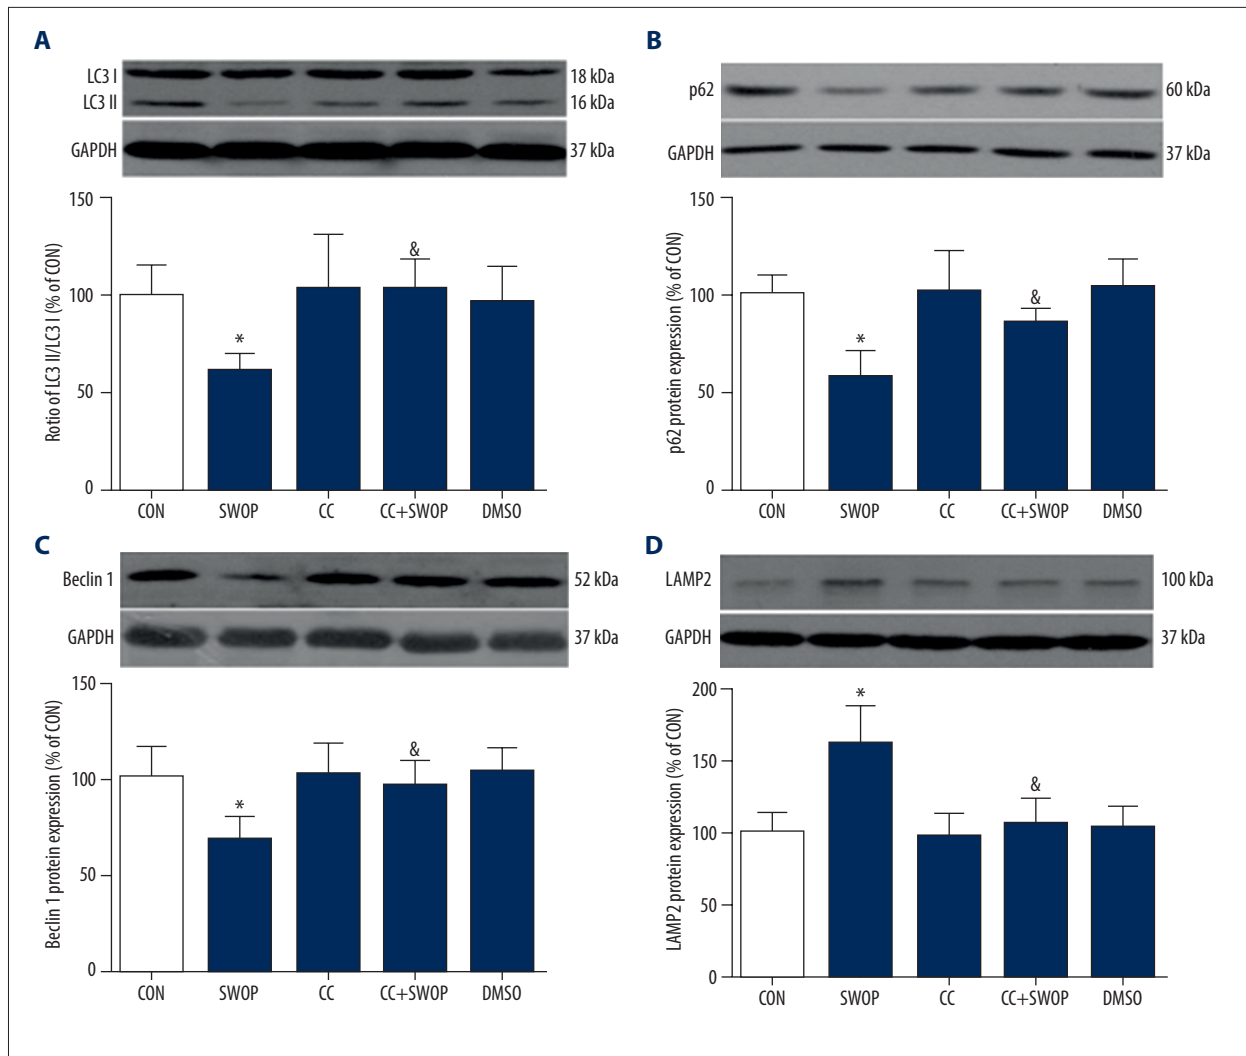 A
LC3 I 18 kDa
LC3 II 16 kDa
GAPDH 37 kDa
150
100
50
0
Rotio of LC3 II/LC3 I (% of CON)
&
*
CON SWOP CC CC+SWOP DMSO
B
p62 60 kDa
GAPDH 37 kDa
150
100
50
0
p62 protein expression (% of CON)
&
*
CON SWOP CC CC+SWOP DMSO
C
Beclin 1 52 kDa
GAPDH 37 kDa
150
100
50
0
Beclin 1 protein expression (% of CON)
&
*
CON SWOP CC CC+SWOP DMSO
D
LAMP2 100 kDa
GAPDH 37 kDa
200
150
100
50
0
LAMP2 protein expression (% of CON)
*
&
CON SWOP CC CC+SWOP DMSO